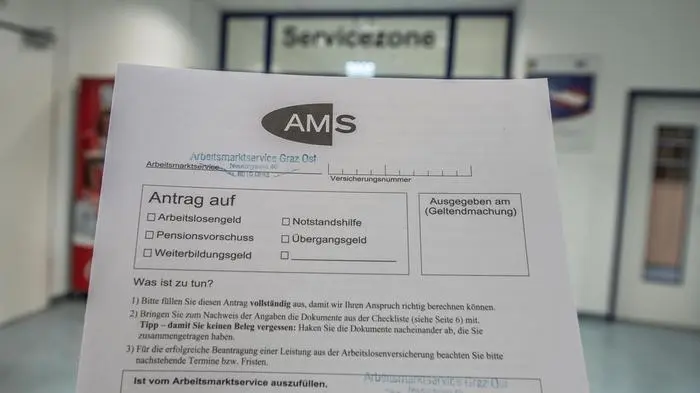 Servicezone
AMS
Arbeitsmarktservice Graz Ost
Arbeitsmarktservice
Versicherungsnummer
Antrag auf
☐ Arbeitslosengeld ☐ Notstandshilfe
☐ Pensionsvorschuss ☐ Übergangsgeld
☐ Weiterbildungsgeld ☐
Ausgegeben am
(Geltendmachung)
Was ist zu tun?
1) Bitte füllen Sie diesen Antrag vollständig aus, damit wir Ihren Anspruch richtig berechnen können.
2) Bringen Sie zum Nachweis der Angaben die Dokumente aus der Checkliste (siehe Seite 6) mit.
Tipp – damit Sie keinen Beleg vergessen: Haken Sie die Dokumente nacheinander ab, die Sie
zusammengetragen haben.
3) Für die erfolgreiche Beantragung einer Leistung aus der Arbeitslosenversicherung beachten Sie bitte
nachstehende Termine bzw. Fristen.
Ist vom Arbeitsmarktservice auszufüllen.
Arbeitsmarktservice Graz Ost